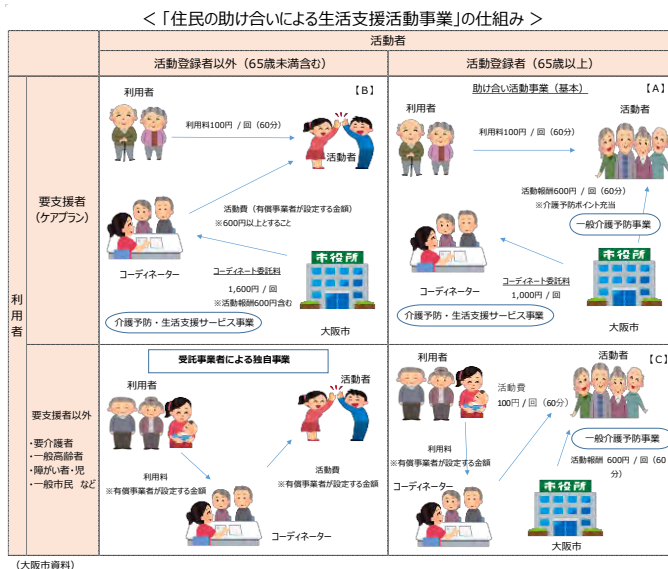 ＜「住民の助け合いによる生活支援活動事業」の仕組み＞
活動者
活動登録者以外（65歳未満含む）
活動登録者（65歳以上）
利用者
要支援者
（ケアプラン）
【B】
利用者
利用料100円 / 回（60分）
活動者
活動費（有償事業者が設定する金額）
※600円以上とすること
コーディネーター
コーディネート委託料
1,600円 / 回
※活動報酬600円含む
市役所
大阪市
介護予防・生活支援サービス事業
助け合い活動事業（基本）
【A】
利用者
活動者
利用料100円 / 回（60分）
活動報酬600円 / 回（60分）
※介護予防ポイント充当
一般介護予防事業
コーディネーター
コーディネート委託料
1,000円 / 回
市役所
大阪市
介護予防・生活支援サービス事業
要支援者以外
・要介護者
・一般高齢者
・障がい者・児
・一般市民 など
受託事業者による独自事業
利用者
活動者
利用料
※有償事業者が設定する金額
活動費
※有償事業者が設定する金額
コーディネーター
【C】
利用者
活動者
活動費
100円 / 回（60分）
一般介護予防事業
活動報酬 600円 / 回（60
分）
利用料
※有償事業者が設定する金額
コーディネーター
市役所
大阪市
（大阪市資料）